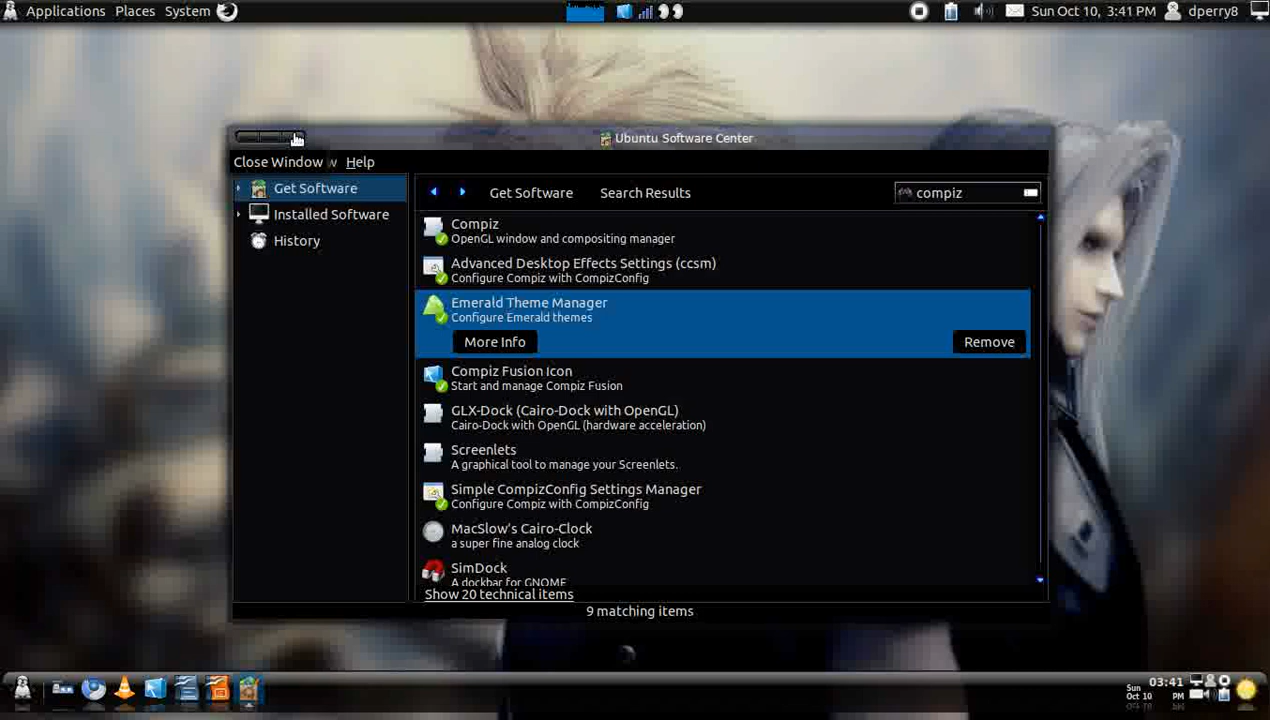 Applications Places System
Sun Oct 10, 3:41 PM dperry8
Ubuntu Software Center
Close Window w Help
Get Software
Installed Software
History
Get Software Search Results compiz
Compiz
OpenGL window and compositing manager
Advanced Desktop Effects Settings (ccsm)
Configure Compiz with CompizConfig
Emerald Theme Manager
Configure Emerald themes
More Info Remove
Compiz Fusion Icon
Start and manage Compiz Fusion
GLX-Dock (Cairo-Dock with OpenGL)
Cairo-Dock with OpenGL (hardware acceleration)
Screenlets
A graphical tool to manage your Screenlets.
Simple CompizConfig Settings Manager
Configure Compiz with CompizConfig
MacSlow's Cairo-Clock
a super fine analog clock
SimDock
A dockbar for GNOME
Show 20 technical items
9 matching items
03:41
Sun
Oct 10 PM